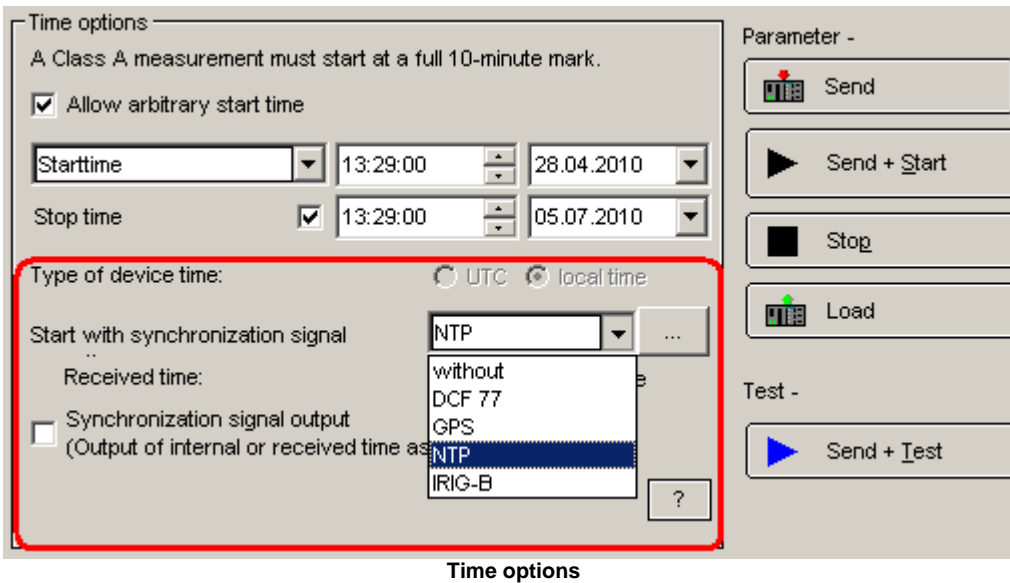 Time options
A Class A measurement must start at a full 10-minute mark.
Allow arbitrary start time
Starttime 13:29:00 28.04.2010
Stop time 13:29:00 05.07.2010
Type of device time: UTC local time
Start with synchronization signal NTP ...
Received time:
without
DCF 77
GPS
NTP
IRIG-B
Synchronization signal output
(Output of internal or received time as
?
Parameter -
Send
Send + Start
Stop
Load
Test -
Send + Test
Time options